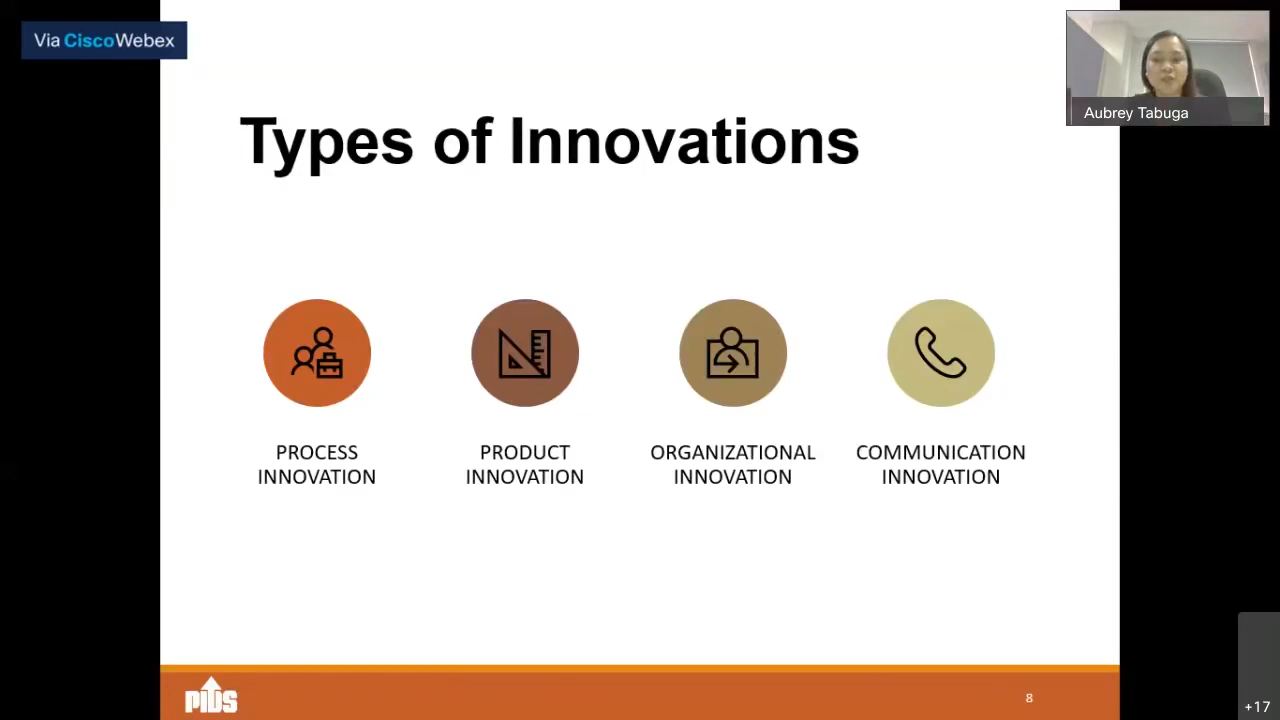 Via CiscoWebex
Aubrey Tabuga
Types of Innovations
PROCESS
INNOVATION
PRODUCT
INNOVATION
ORGANIZATIONAL
INNOVATION
COMMUNICATION
INNOVATION
PIDS
8
+17